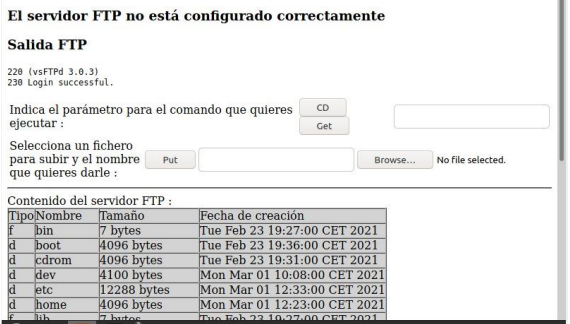 El servidor FTP no está configurado correctamente
Salida FTP
220 (vsFTPd 3.0.3)
230 Login successful.
Indica el parámetro para el comando que quieres
ejecutar :
CD
Get
Selecciona un fichero
para subir y el nombre
que quieres darle :
Put
Browse...
No file selected.
Contenido del servidor FTP :
Tipo Nombre Tamaño Fecha de creación
f bin 7 bytes Tue Feb 23 19:27:00 CET 2021
d boot 4096 bytes Tue Feb 23 19:36:00 CET 2021
d cdrom 4096 bytes Tue Feb 23 19:31:00 CET 2021
d dev 4100 bytes Mon Mar 01 10:08:00 CET 2021
d etc 12288 bytes Mon Mar 01 12:33:00 CET 2021
d home 4096 bytes Mon Mar 01 12:23:00 CET 2021
f lib 7 bytes Tue Feb 23 19:27:00 CET 2021